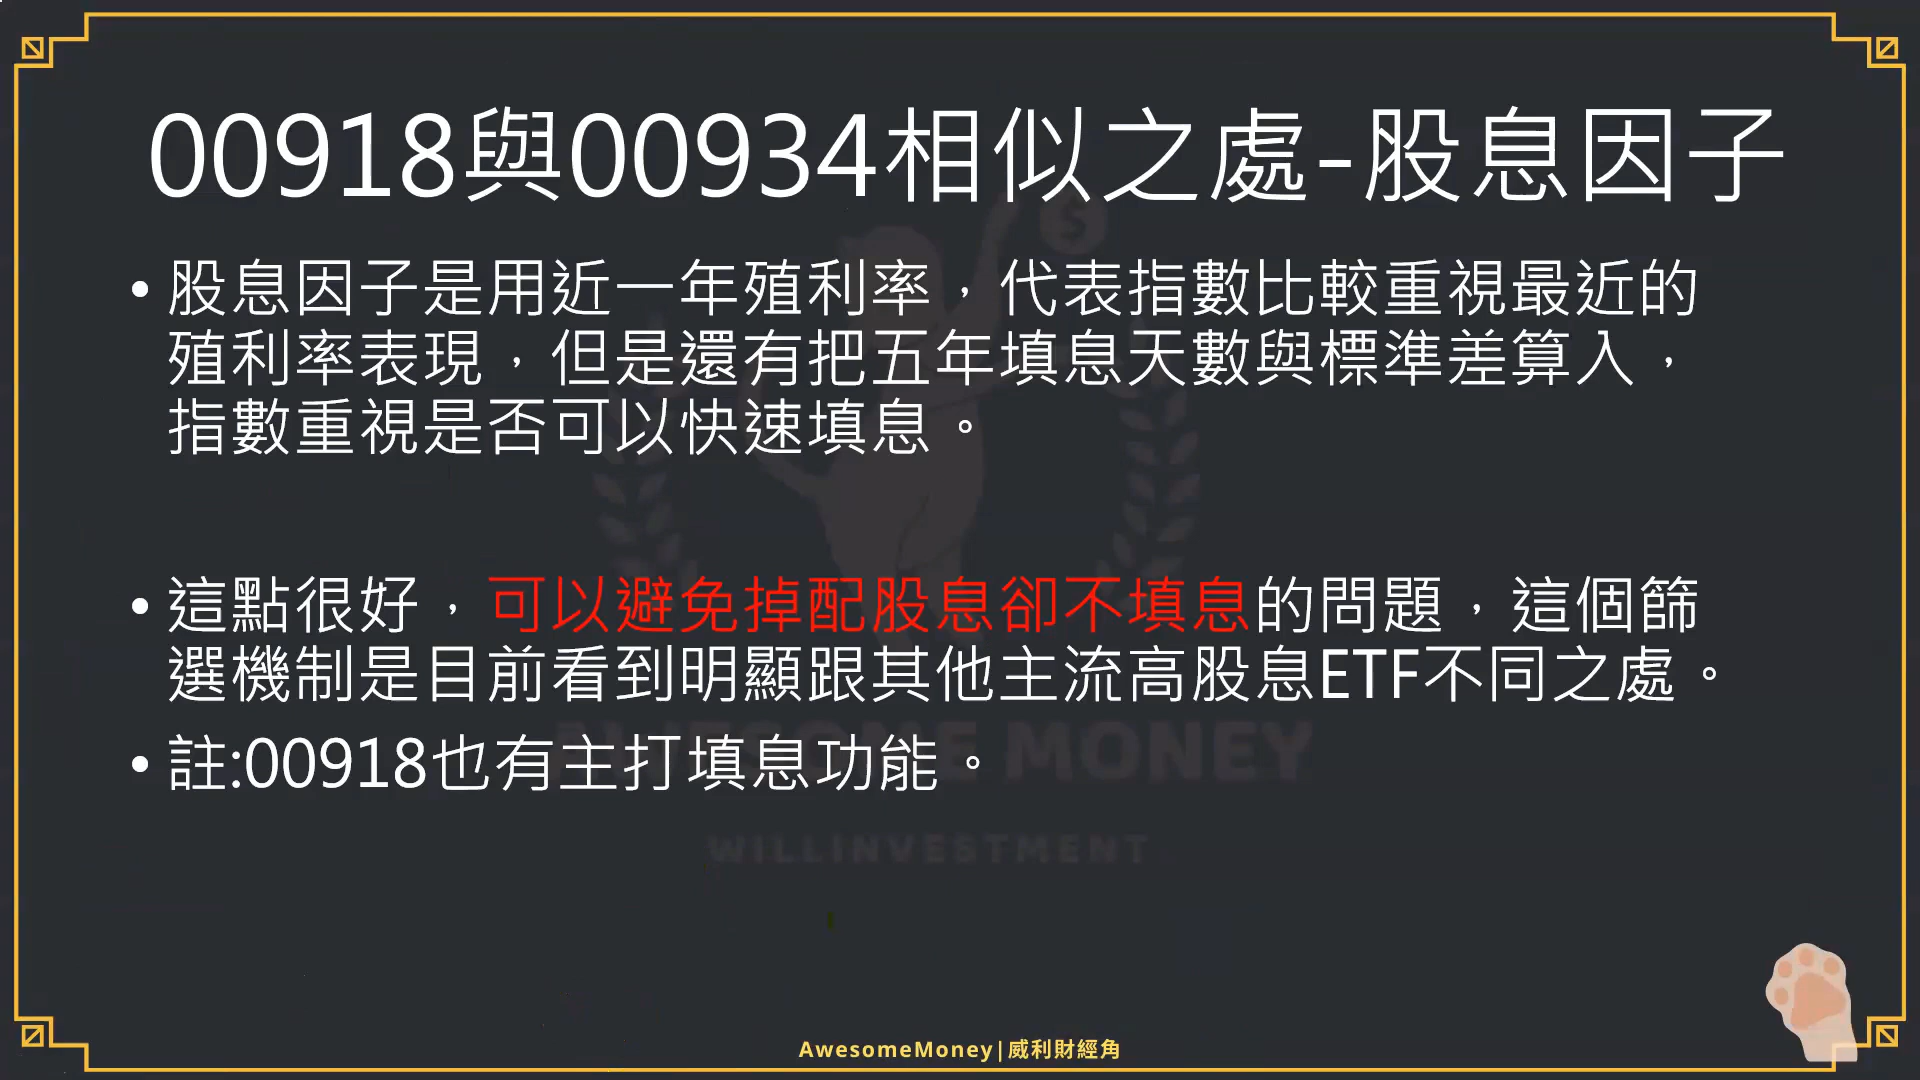 00918與00934相似之處-股息因子
• 股息因子是用近一年殖利率，代表指數比較重視最近的
殖利率表現，但是還有把五年填息天數與標準差算入，
指數重視是否可以快速填息。
• 這點很好，可以避免掉配股息卻不填息的問題，這個篩
選機制是目前看到明顯跟其他主流高股息ETF不同之處。
• 註:00918也有主打填息功能。
AWESOME MONEY
WILLINVESTMENT
AwesomeMoney|威利財經角